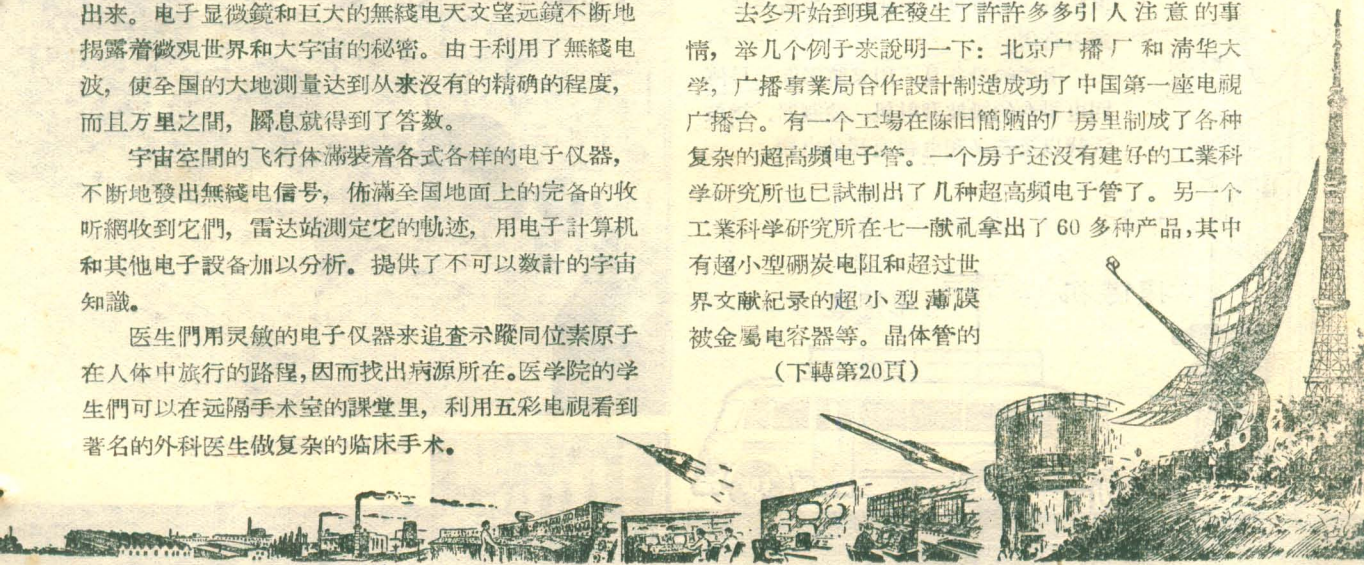 出来。电子显微鏡和巨大的無綫电天文望远鏡不断地
揭露着微观世界和大宇宙的秘密。由于利用了無綫电
波，使全国的大地測量达到从来沒有的精确的程度，
而且万里之間，瞬息就得到了答数。
宇宙空間的飞行体滿裝着各式各样的电子仪器，
不断地發出無綫电信号，佈滿全国地面上的完备的收
听網收到它們，雷达站測定它的軌迹，用电子計算机
和其他电子設备加以分析。提供了不可以数計的宇宙
知識。
医生們用灵敏的电子仪器来追查示蹤同位素原子
在人体中旅行的路程，因而找出病源所在。医学院的学
生們可以在远隔手术室的課堂里，利用五彩电視看到
著名的外科医生做复杂的临床手术。
去冬开始到現在發生了許許多多引人注意的事
情，举几个例子来說明一下：北京广播厂和清华大
学，广播事業局合作設計制造成功了中国第一座电視
广播台。有一个工場在陈旧簡陋的厂房里制成了各种
复杂的超高頻电子管。一个房子还沒有建好的工業科
学研究所也已試制出了几种超高頻电子管了。另一个
工業科学研究所在七一献礼拿出了60多种产品，其中
有超小型硼炭电阻和超过世
界文献紀录的超小型薄膜
被金屬电容器等。晶体管的
（下轉第20頁）